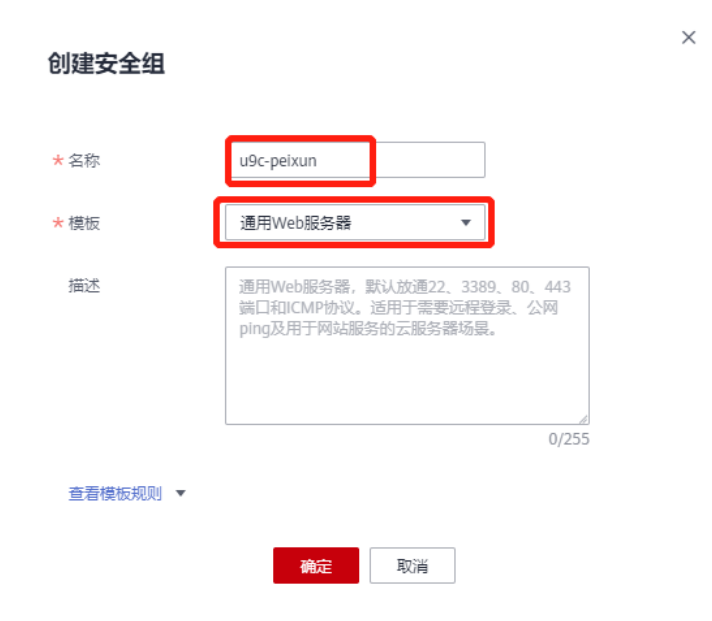 创建安全组
* 名称
u9c-peixun
* 模板
通用Web服务器
描述
通用Web服务器，默认放通22、3389、80、443
端口和ICMP协议。适用于需要远程登录、公网
ping及用于网站服务的云服务器场景。
0/255
查看模板规则
确定
取消